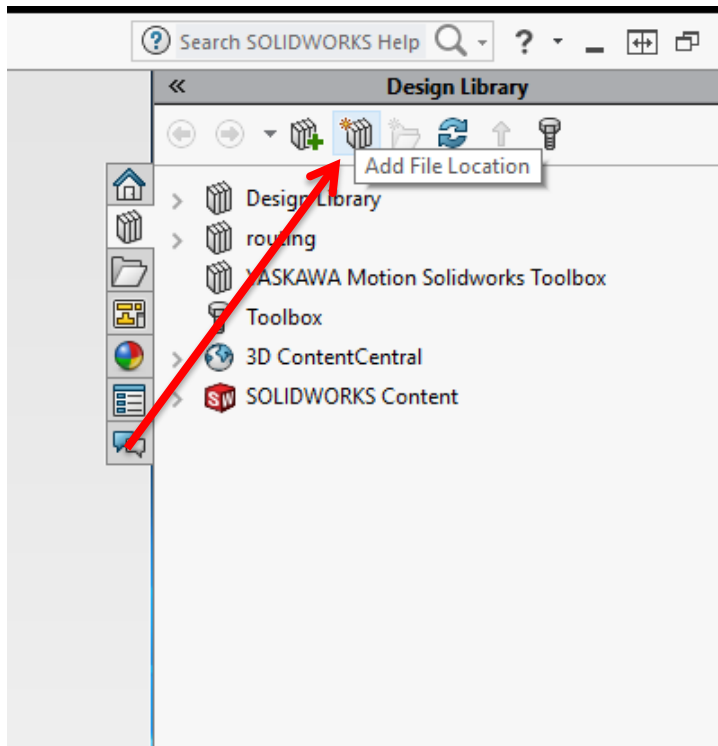 Search SOLIDWORKS Help
Design Library
Add File Location
Design Library
routing
YASKAWA Motion Solidworks Toolbox
Toolbox
3D ContentCentral
SOLIDWORKS Content